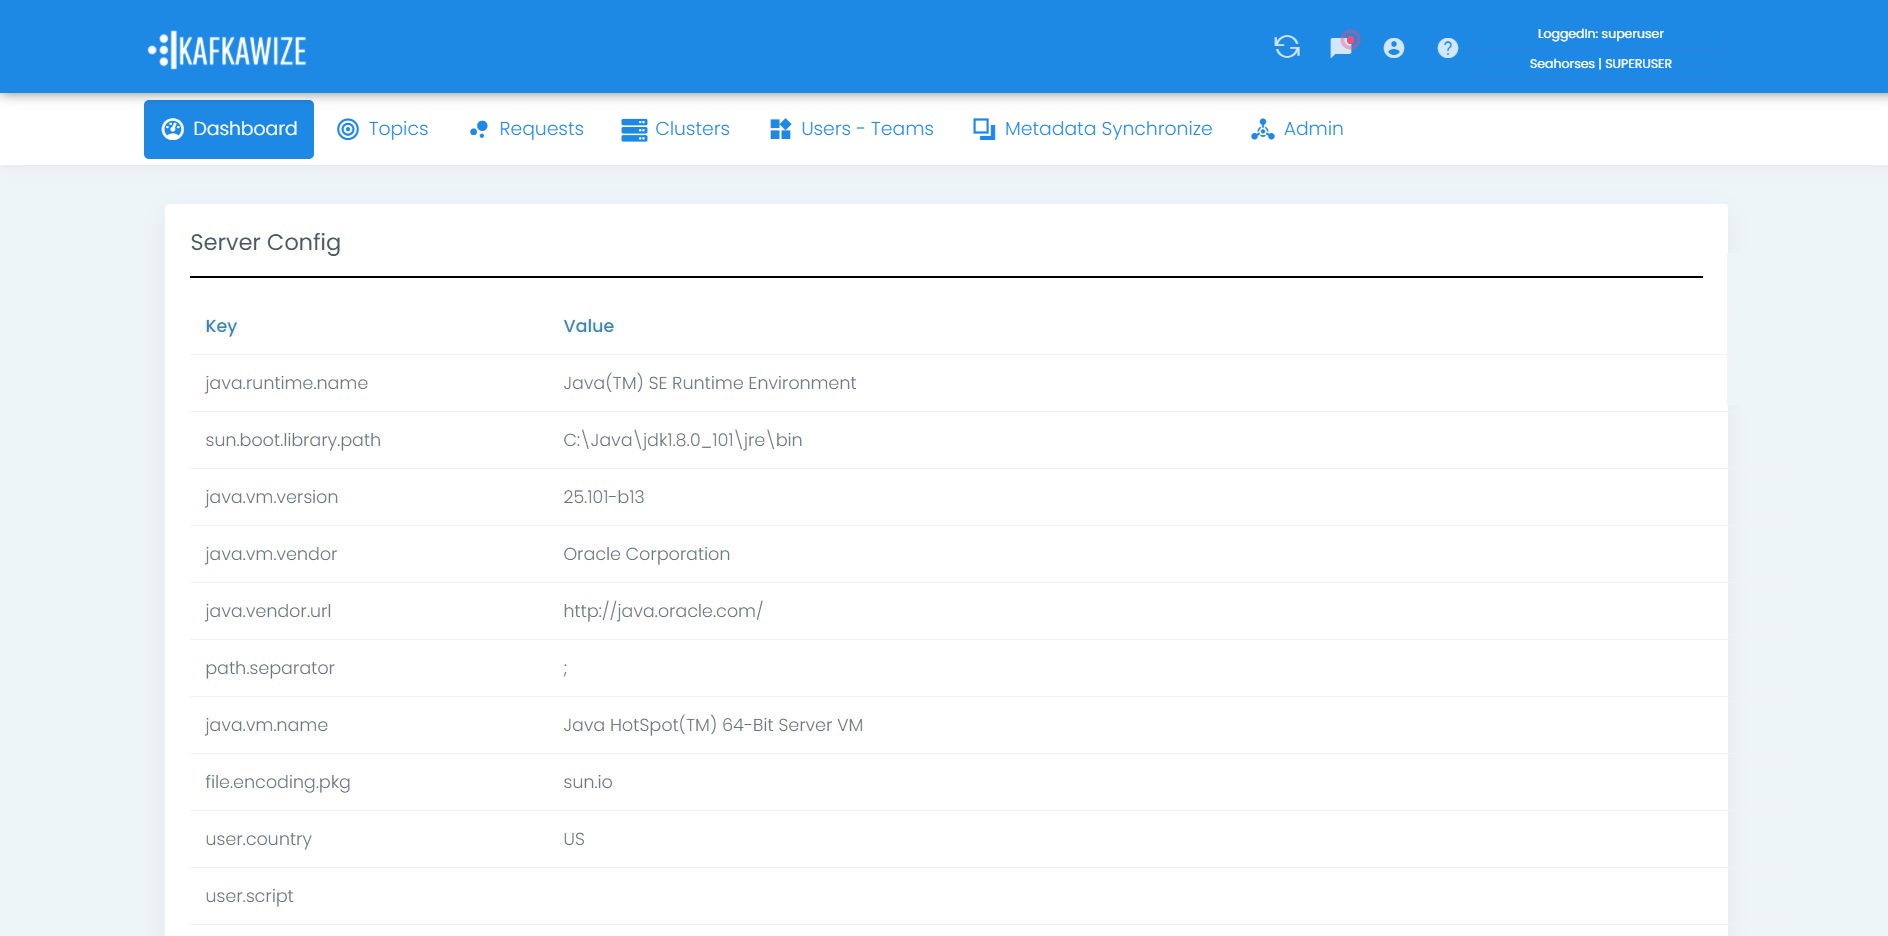 KAFKAWIZE
LoggedIn: superuser
Seahorses | SUPERUSER
Dashboard Topics Requests Clusters Users - Teams Metadata Synchronize Admin
Server Config
Key Value
java.runtime.name Java(TM) SE Runtime Environment
sun.boot.library.path C:\Java\jdk1.8.0_101\jre\bin
java.vm.version 25.101-b13
java.vm.vendor Oracle Corporation
java.vendor.url http://java.oracle.com/
path.separator ;
java.vm.name Java HotSpot(TM) 64-Bit Server VM
file.encoding.pkg sun.io
user.country US
user.script